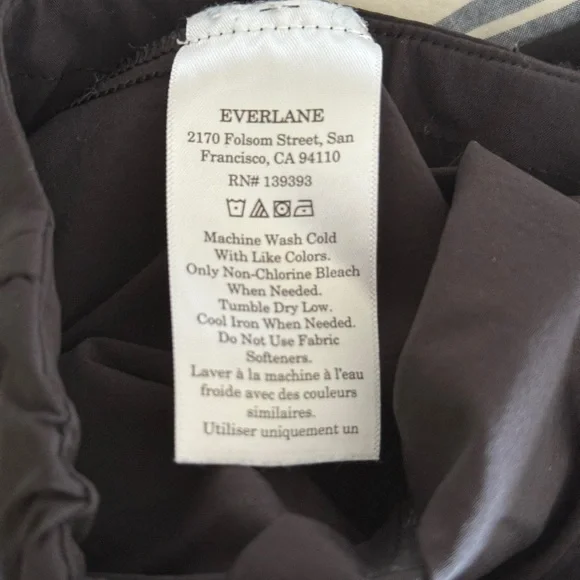 EVERLANE
2170 Folsom Street, San
Francisco, CA 94110
RN# 139393
Machine Wash Cold
With Like Colors.
Only Non-Chlorine Bleach
When Needed.
Tumble Dry Low.
Cool Iron When Needed.
Do Not Use Fabric
Softeners.
Laver à la machine à l'eau
froide avec des couleurs
similaires.
Utiliser uniquement un